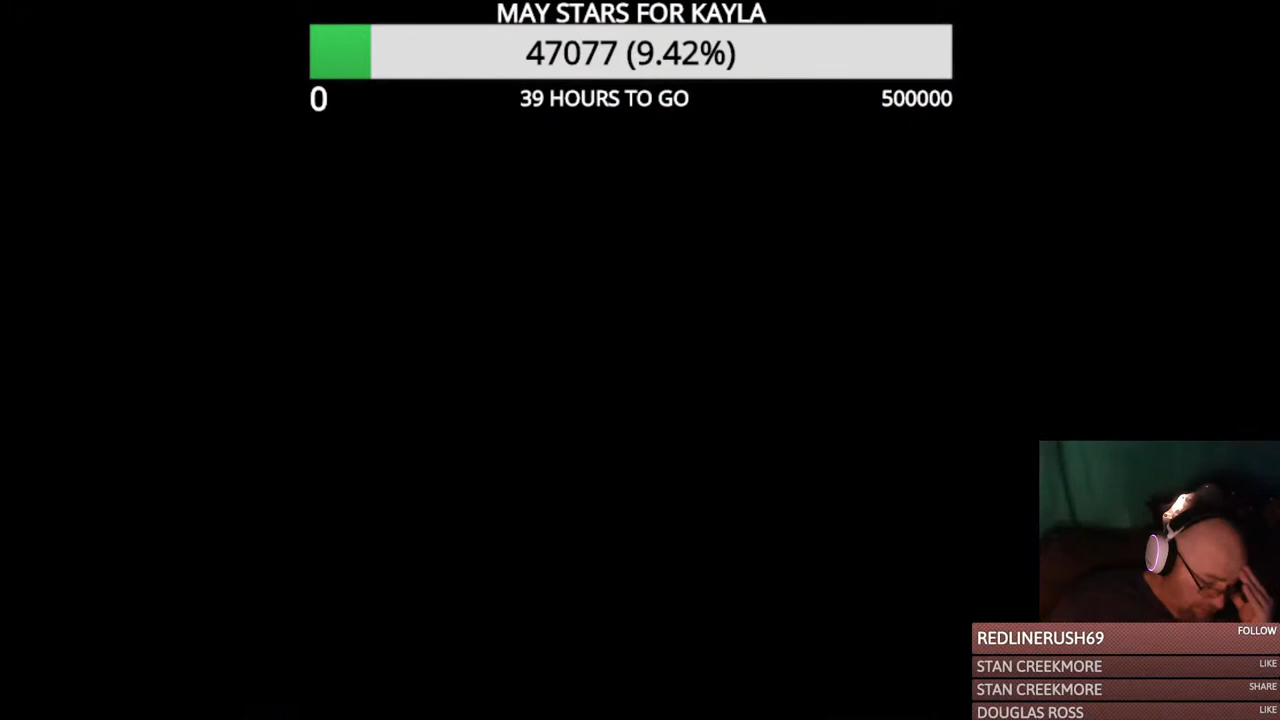 MAY STARS FOR KAYLA
47077 (9.42%)
0 39 HOURS TO GO 500000
REDLINERUSH69 FOLLOW
STAN CREEKMORE LIKE
STAN CREEKMORE SHARE
DOUGLAS ROSS LIKE